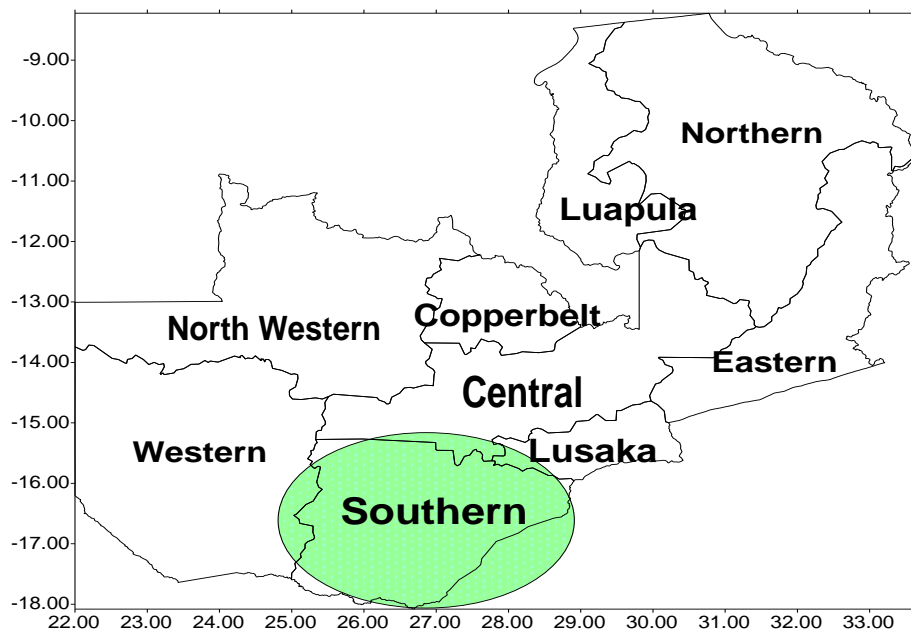 -9.00
-10.00
Northern
-11.00
Luapula
-12.00
-13.00
North Western
Copperbelt
-14.00
Eastern
Central
-15.00
Western
Lusaka
-16.00
Southern
-17.00
-18.00
22.00 23.00 24.00 25.00 26.00 27.00 28.00 29.00 30.00 31.00 32.00 33.00